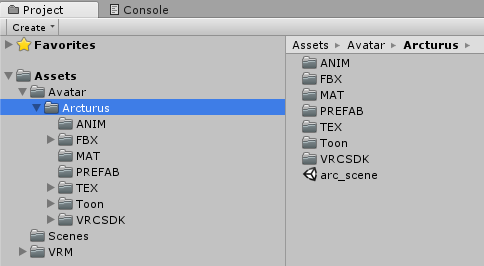 Project
Console
Create
Favorites
Assets
Avatar
Arcturus
ANIM
FBX
MAT
PREFAB
TEX
Toon
VRCSDK
Scenes
VRM
Assets ▸ Avatar ▸ Arcturus ▸
ANIM
FBX
MAT
PREFAB
TEX
Toon
VRCSDK
arc_scene